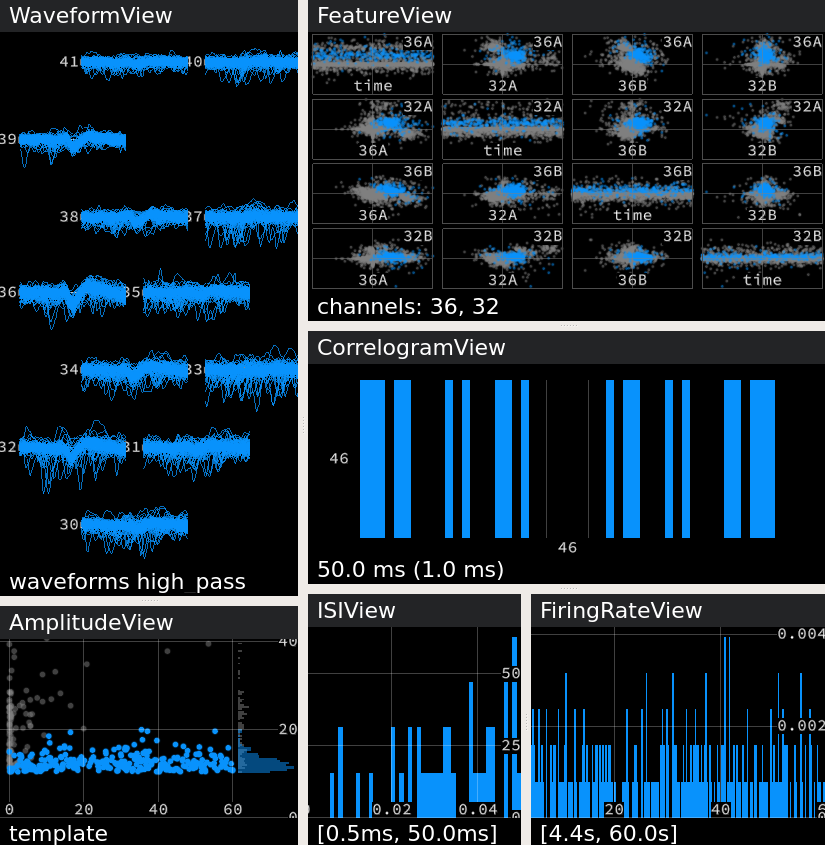 WaveformView
41 40
39
38 37
36 35
34 33
32 31
30
waveforms high_pass
FeatureView
36A 36A 36A 36A
time 32A 36B 32B
32A 32A 32A 32A
36A time 36B 32B
36B 36B 36B 36B
36A 32A time 32B
32B 32B 32B 32B
36A 32A 36B time
channels: 36, 32
CorrelogramView
46
46
50.0 ms (1.0 ms)
AmplitudeView
40
20
0 20 40 60 0
template
ISIView
50
25
0 0.02 0.04 0
[0.5ms, 50.0ms]
FiringRateView
0.004
0.002
20 40
[4.4s, 60.0s]